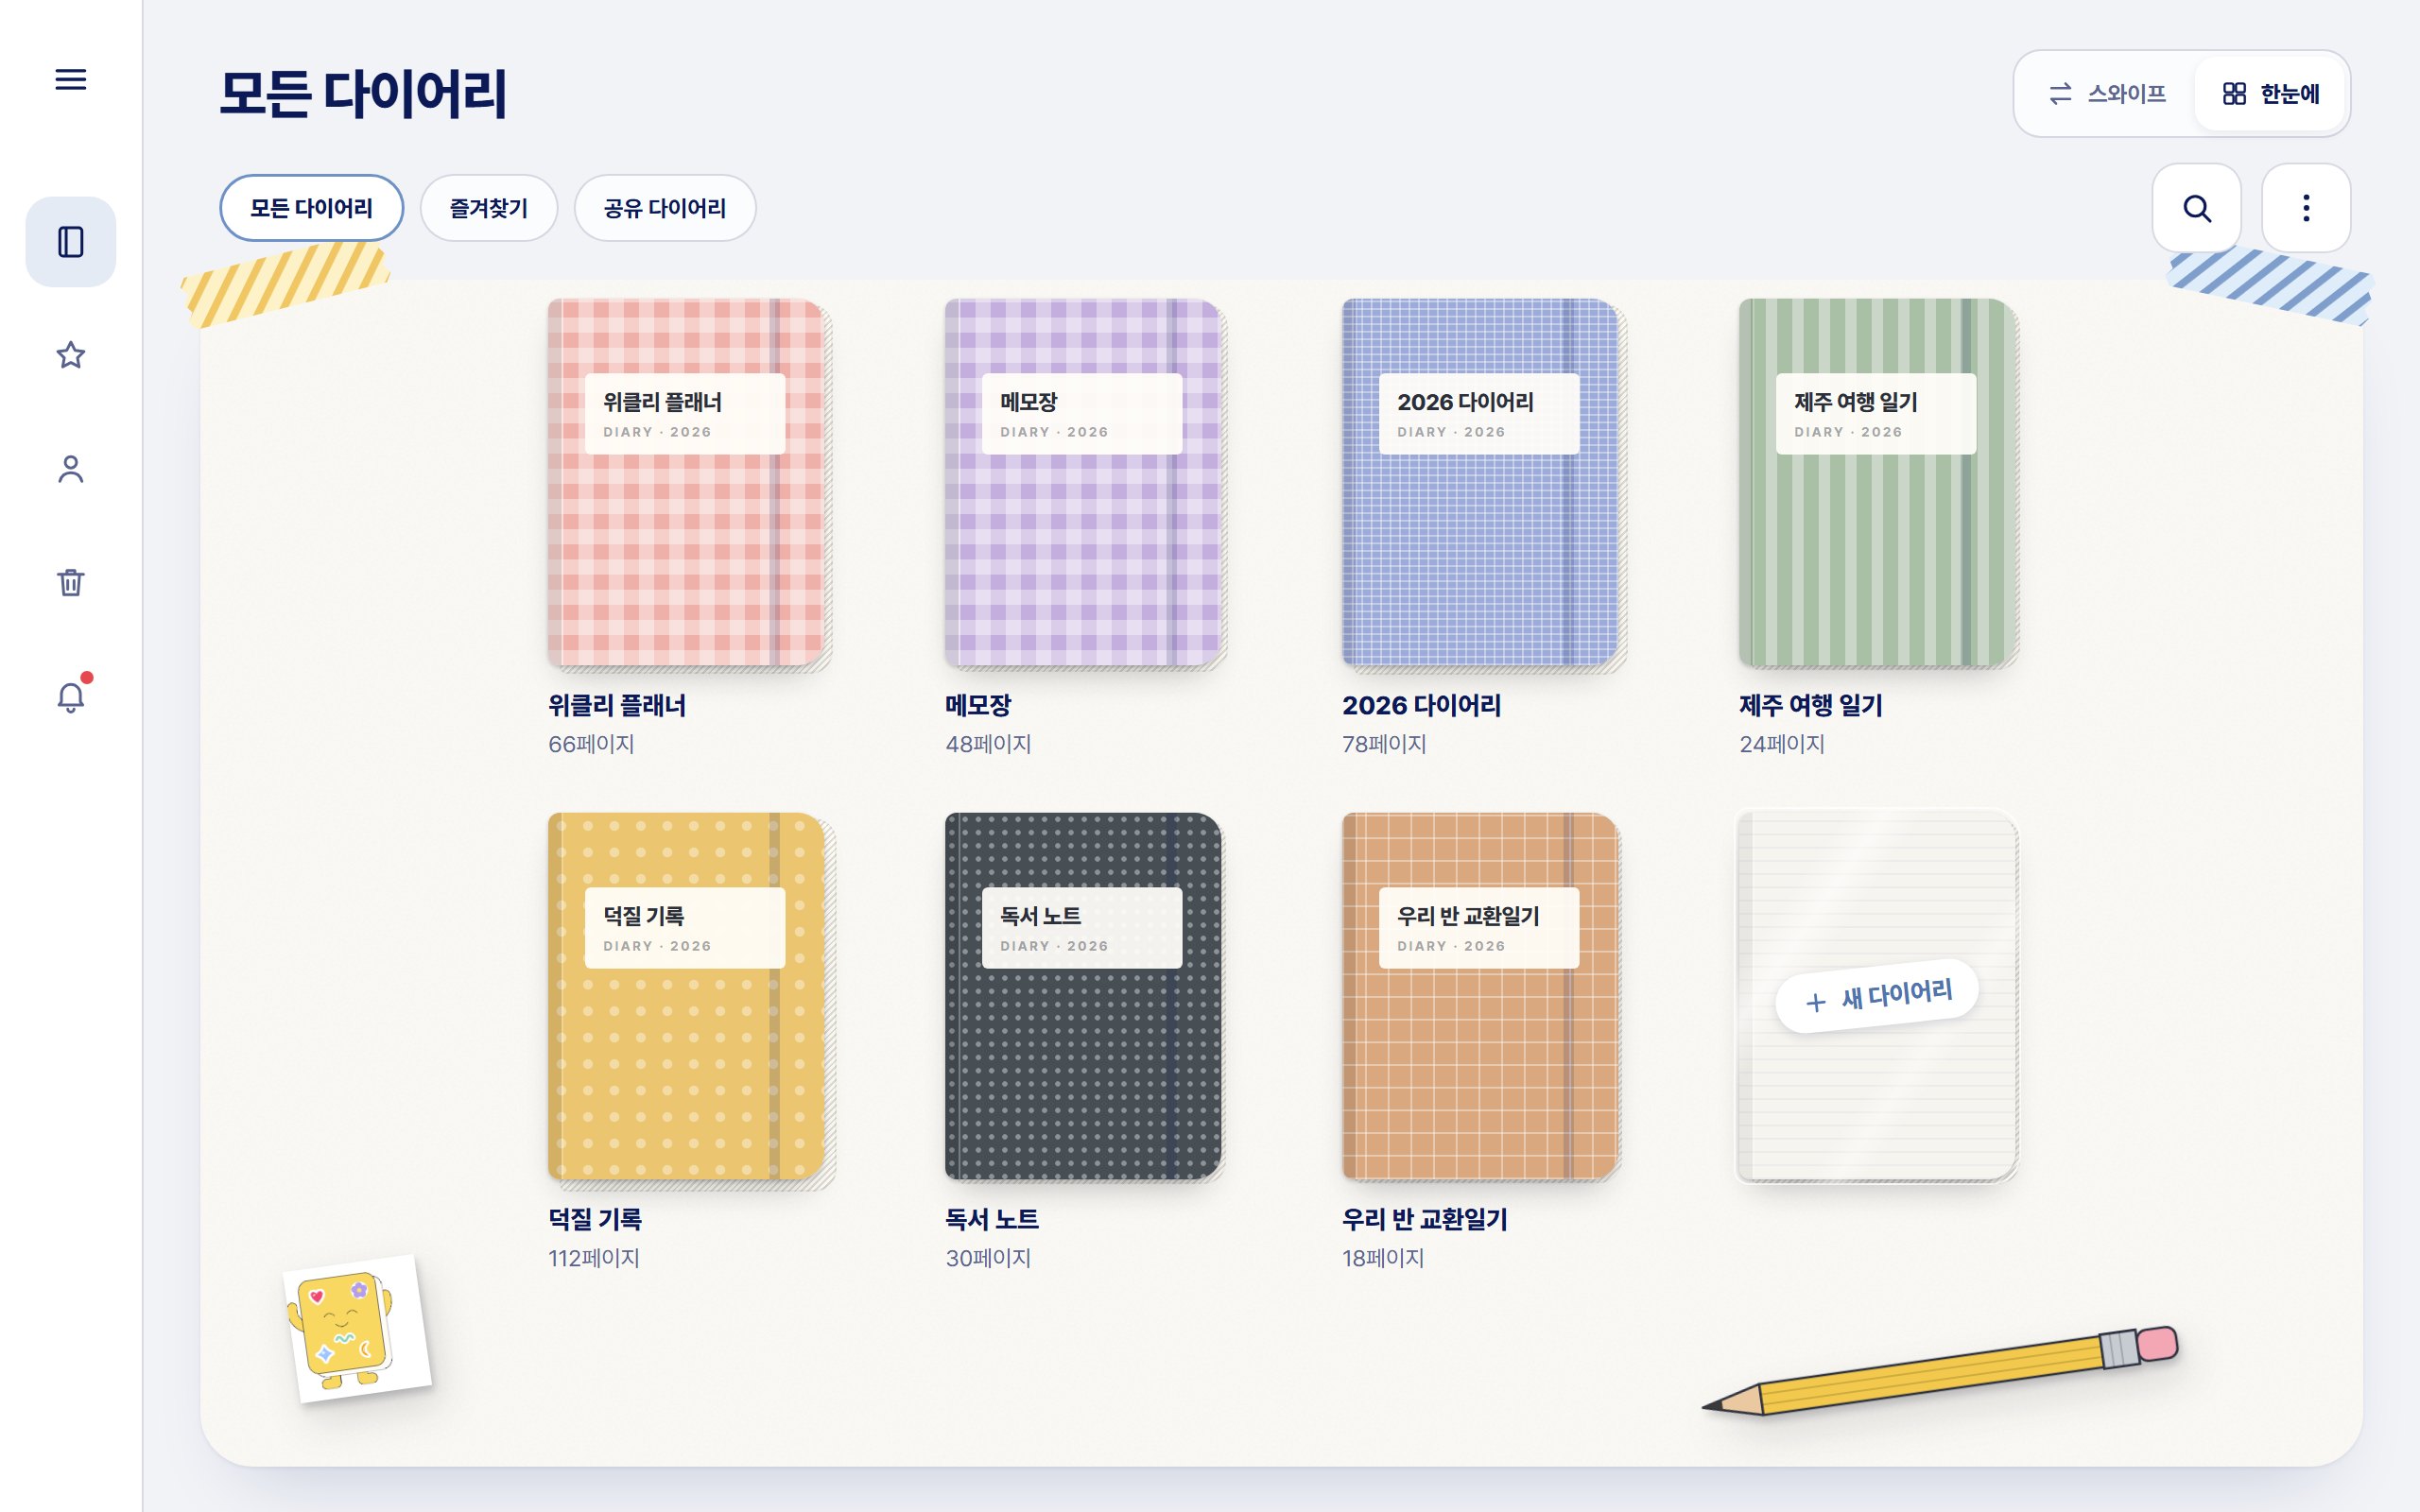 모든 다이어리
스와이프
한눈에
모든 다이어리
즐겨찾기
공유 다이어리
위클리 플래너
DIARY · 2026
메모장
DIARY · 2026
2026 다이어리
DIARY · 2026
제주 여행 일기
DIARY · 2026
위클리 플래너
66페이지
메모장
48페이지
2026 다이어리
78페이지
제주 여행 일기
24페이지
덕질 기록
DIARY · 2026
독서 노트
DIARY · 2026
우리 반 교환일기
DIARY · 2026
+ 새 다이어리
덕질 기록
112페이지
독서 노트
30페이지
우리 반 교환일기
18페이지